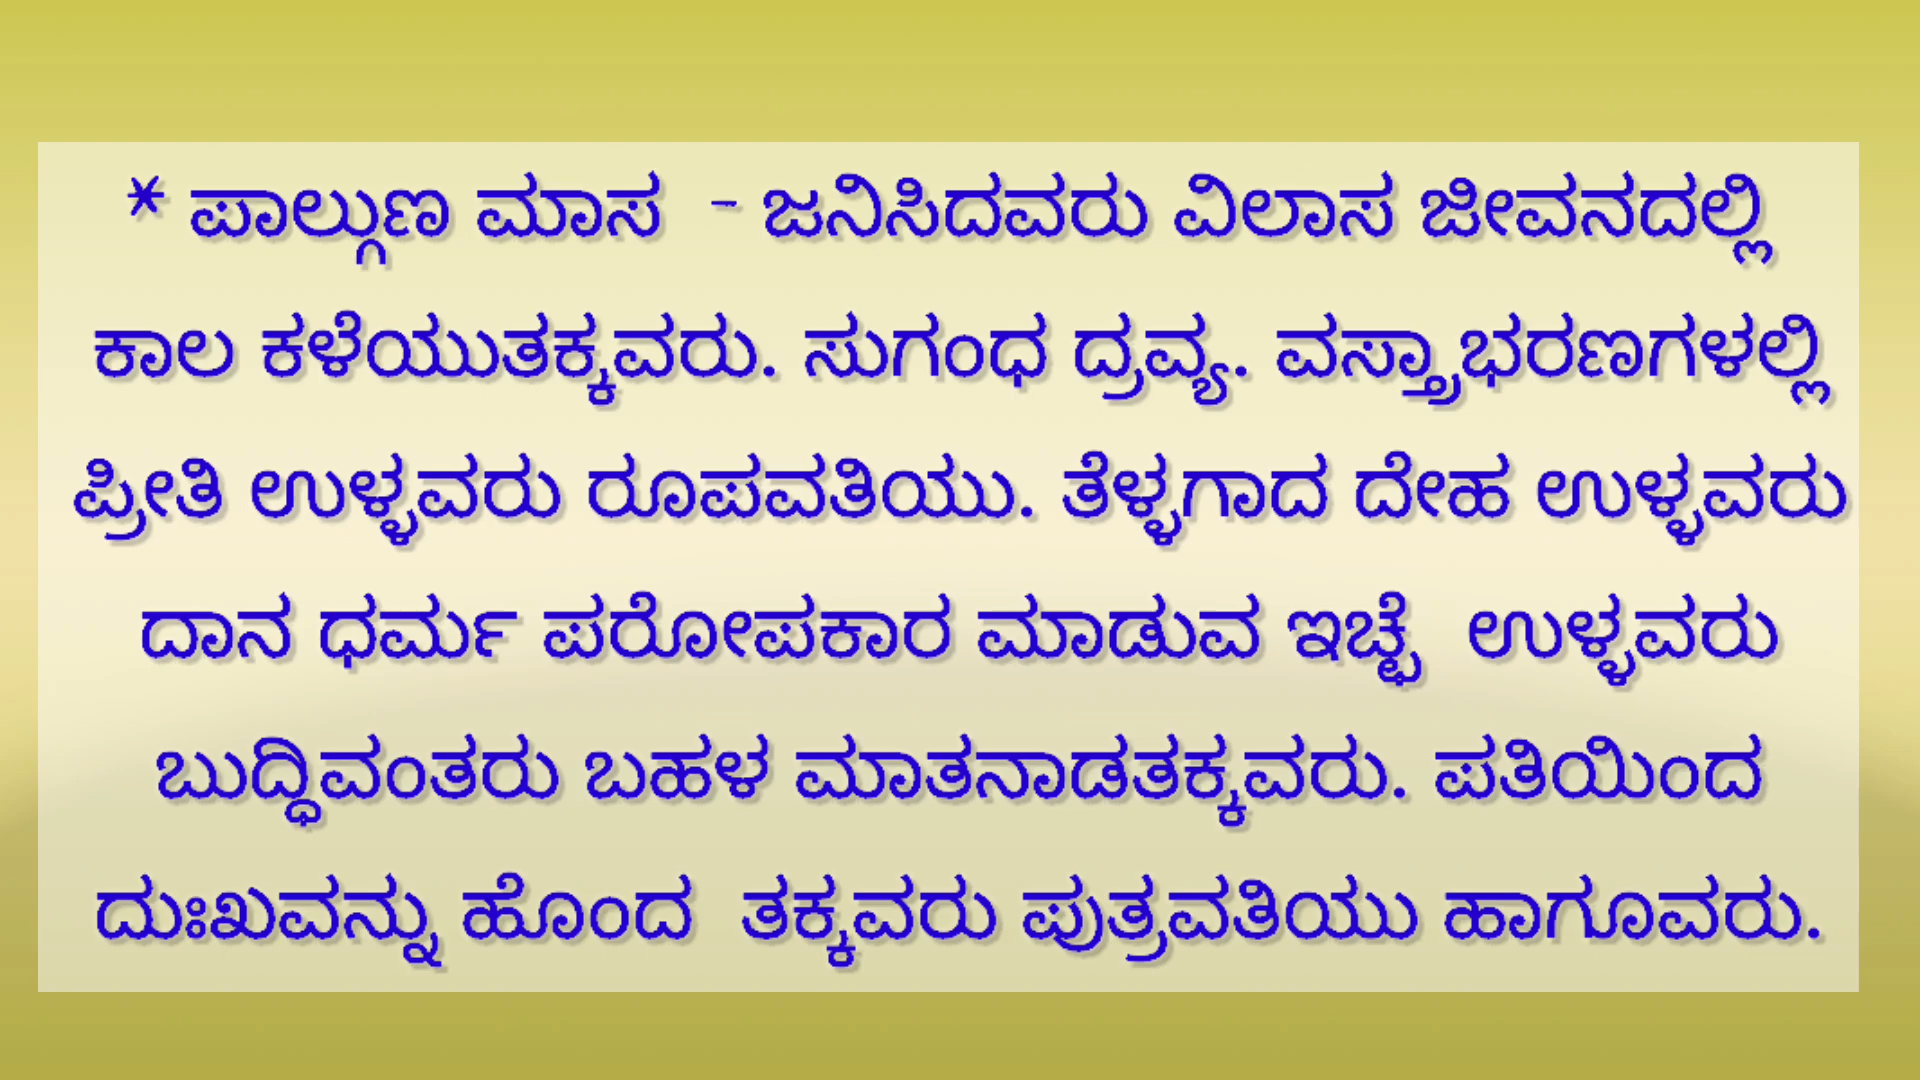 * ಪಾಲ್ಗುಣ ಮಾಸ - ಜನಿಸಿದವರು ವಿಲಾಸ ಜೀವನದಲ್ಲಿ
ಕಾಲ ಕಳೆಯುತಕ್ಕವರು. ಸುಗಂಧ ದ್ರವ್ಯ. ವಸ್ತ್ರಾಭರಣಗಳಲ್ಲಿ
ಪ್ರೀತಿ ಉಳ್ಳವರು ರೂಪವತಿಯು. ತೆಳ್ಳಗಾದ ದೇಹ ಉಳ್ಳವರು
ದಾನ ಧರ್ಮ ಪರೋಪಕಾರ ಮಾಡುವ ಇಚ್ಛೆ ಉಳ್ಳವರು
ಬುದ್ಧಿವಂತರು ಬಹಳ ಮಾತನಾಡತಕ್ಕವರು. ಪತಿಯಿಂದ
ದುಃಖವನ್ನು ಹೊಂದ ತಕ್ಕವರು ಪುತ್ರವತಿಯು ಹಾಗೂವರು.